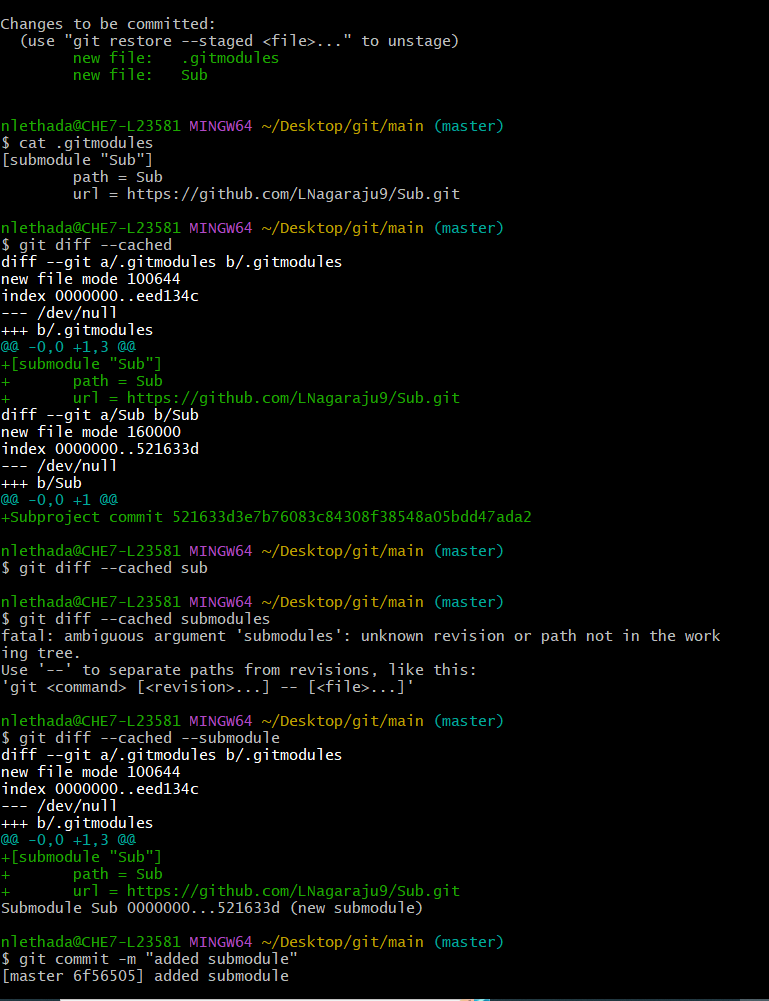 Changes to be committed:
  (use "git restore --staged <file>..." to unstage)
        new file:   .gitmodules
        new file:   Sub
nlethada@CHE7-L23581 MINGW64 ~/Desktop/git/main (master)
$ cat .gitmodules
[submodule "Sub"]
        path = Sub
        url = https://github.com/LNagaraju9/Sub.git
nlethada@CHE7-L23581 MINGW64 ~/Desktop/git/main (master)
$ git diff --cached
diff --git a/.gitmodules b/.gitmodules
new file mode 100644
index 0000000..eed134c
--- /dev/null
+++ b/.gitmodules
@@ -0,0 +1,3 @@
+[submodule "Sub"]
+       path = Sub
+       url = https://github.com/LNagaraju9/Sub.git
diff --git a/Sub b/Sub
new file mode 160000
index 0000000..521633d
--- /dev/null
+++ b/Sub
@@ -0,0 +1 @@
+Subproject commit 521633d3e7b76083c84308f38548a05bdd47ada2
nlethada@CHE7-L23581 MINGW64 ~/Desktop/git/main (master)
$ git diff --cached sub
nlethada@CHE7-L23581 MINGW64 ~/Desktop/git/main (master)
$ git diff --cached submodules
fatal: ambiguous argument 'submodules': unknown revision or path not in the work
ing tree.
Use '--' to separate paths from revisions, like this:
'git <command> [<revision>...] -- [<file>...]'
nlethada@CHE7-L23581 MINGW64 ~/Desktop/git/main (master)
$ git diff --cached --submodule
diff --git a/.gitmodules b/.gitmodules
new file mode 100644
index 0000000..eed134c
--- /dev/null
+++ b/.gitmodules
@@ -0,0 +1,3 @@
+[submodule "Sub"]
+       path = Sub
+       url = https://github.com/LNagaraju9/Sub.git
Submodule Sub 0000000...521633d (new submodule)
nlethada@CHE7-L23581 MINGW64 ~/Desktop/git/main (master)
$ git commit -m "added submodule"
[master 6f56505] added submodule